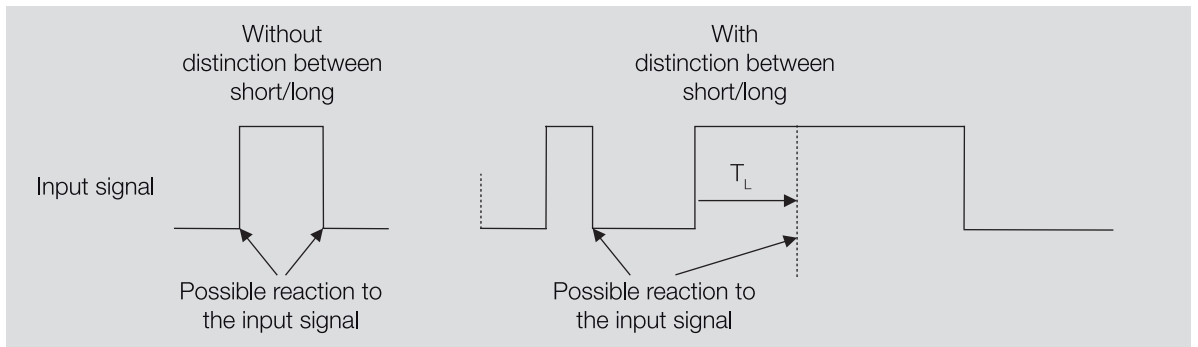 Without
distinction between
short/long
With
distinction between
short/long
Input signal
T_L
Possible reaction to
the input signal
Possible reaction to
the input signal